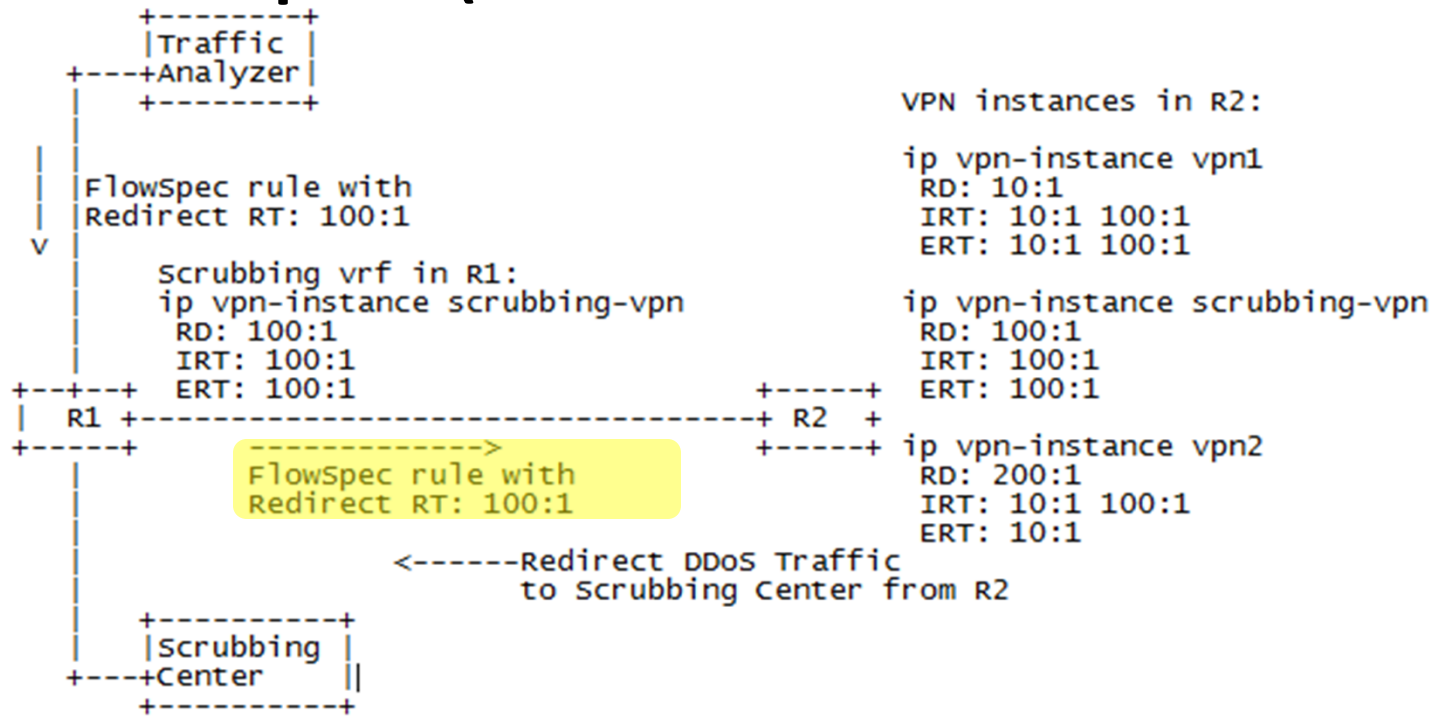 Traffic
Analyzer
FlowSpec rule with
Redirect RT: 100:1
Scrubbing vrf in R1:
ip vpn-instance scrubbing-vpn
RD: 100:1
IRT: 100:1
ERT: 100:1
R1
R2
FlowSpec rule with
Redirect RT: 100:1
<------Redirect DDoS Traffic
to Scrubbing Center from R2
Scrubbing
Center
VPN instances in R2:
ip vpn-instance vpn1
RD: 10:1
IRT: 10:1 100:1
ERT: 10:1 100:1
ip vpn-instance scrubbing-vpn
RD: 100:1
IRT: 100:1
ERT: 100:1
ip vpn-instance vpn2
RD: 200:1
IRT: 10:1 100:1
ERT: 10:1